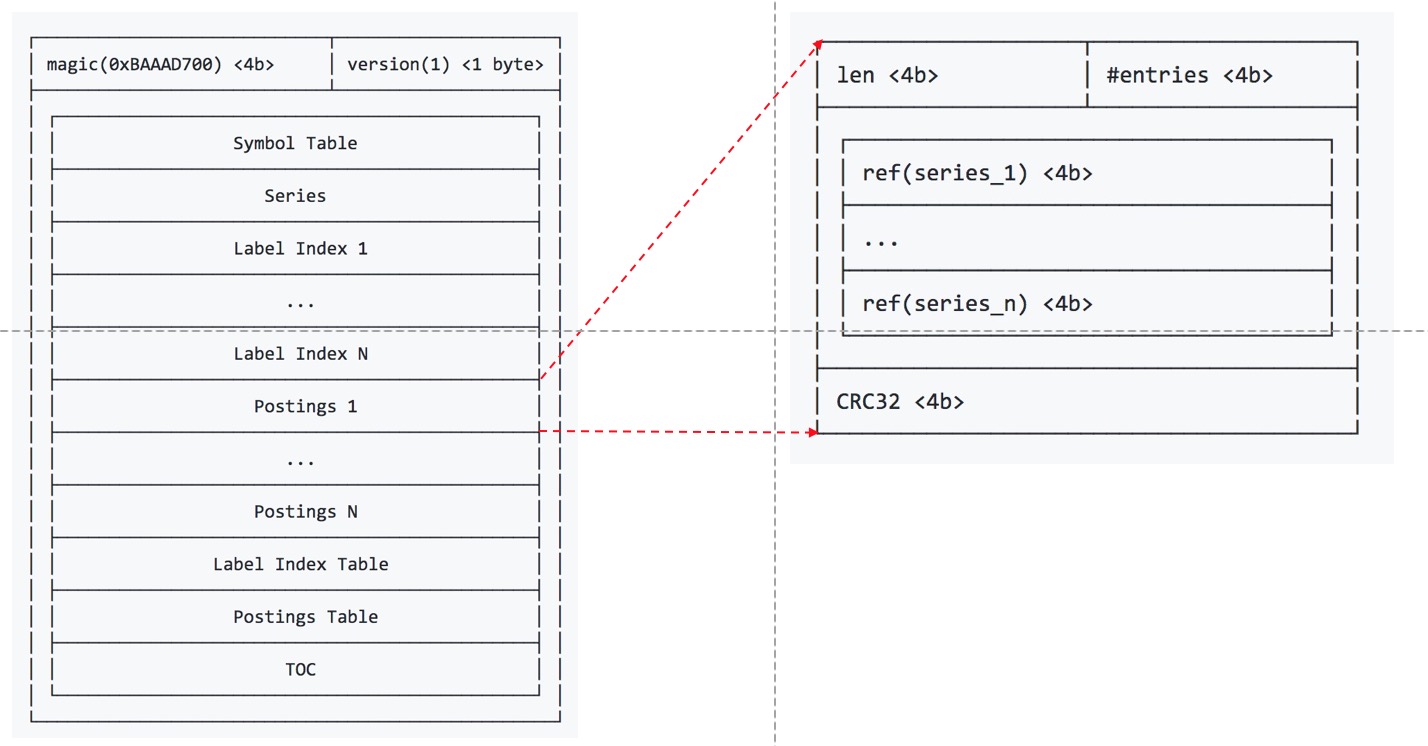 magic(0xBAAAD700) <4b>
version(1) <1 byte>
Symbol Table
Series
Label Index 1
...
Label Index N
Postings 1
...
Postings N
Label Index Table
Postings Table
TOC
len <4b>
#entries <4b>
ref(series_1) <4b>
...
ref(series_n) <4b>
CRC32 <4b>